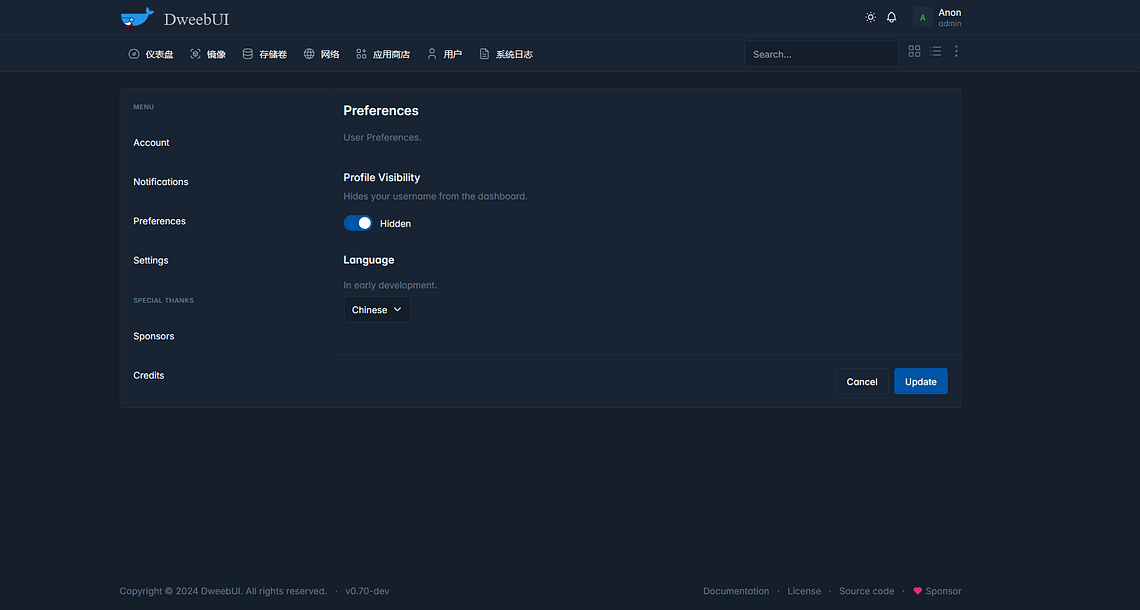 DweebUI
A
Anon
admin
仪表盘 镜像 存储卷 网络 应用商店 用户 系统日志
Search...
MENU
Account
Notifications
Preferences
Settings
SPECIAL THANKS
Sponsors
Credits
Preferences
User Preferences.
Profile Visibility
Hides your username from the dashboard.
Hidden
Language
In early development.
Chinese
Cancel Update
Copyright © 2024 DweebUI. All rights reserved. · v0.70-dev
Documentation · License · Source code · Sponsor